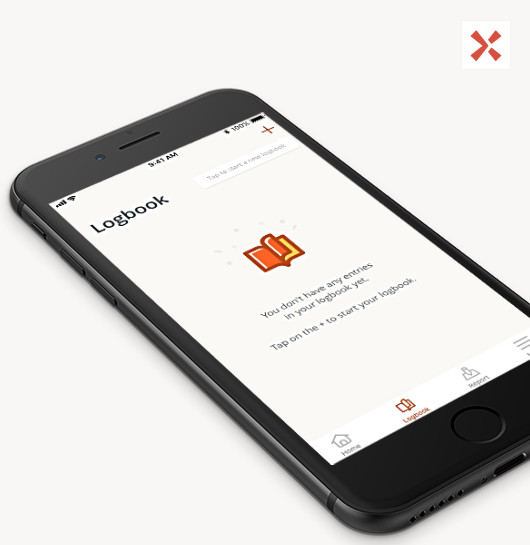 9:41 AM
100%
+
Tap to start a new logbook
Logbook
You don't have any entries
in your logbook yet.
Tap on the + to start your logbook.
Home
Logbook
Report